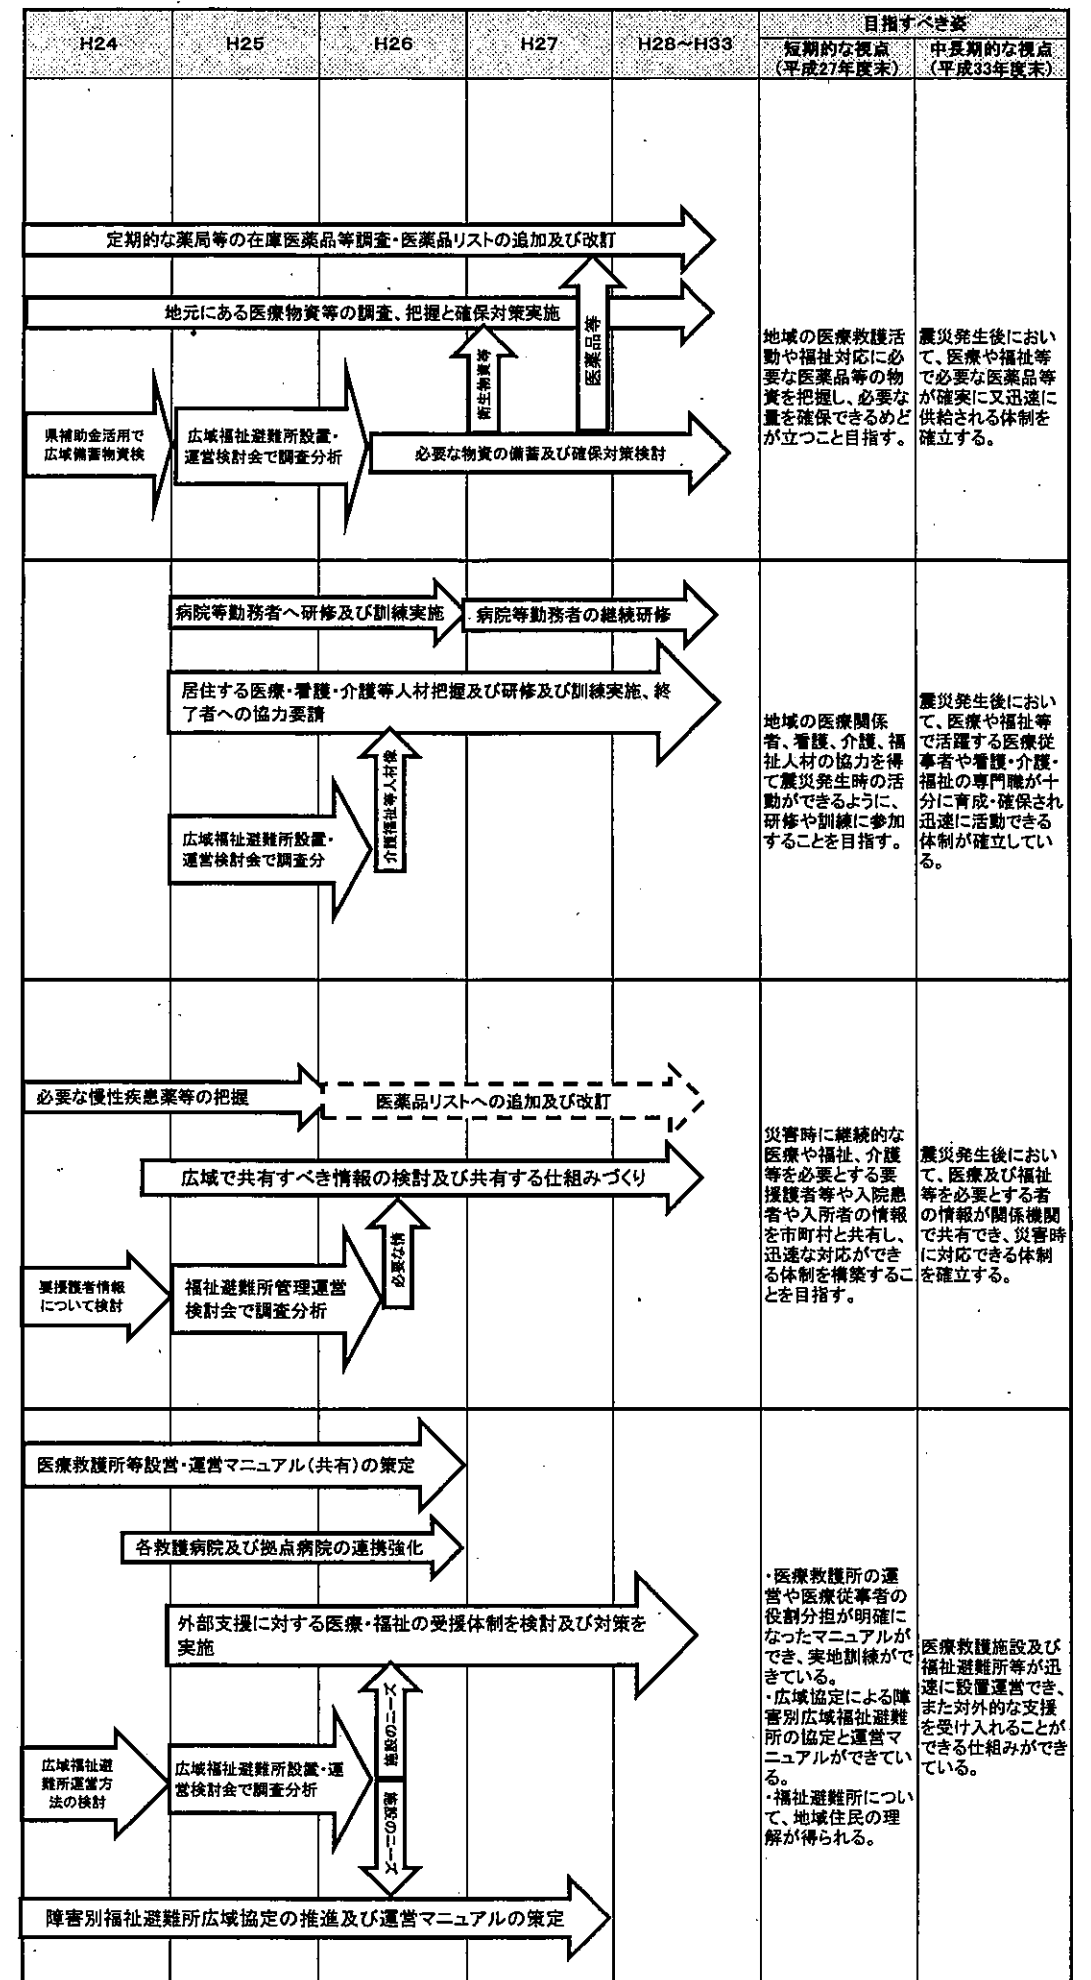 H24
H25
H26
H27
H28～H33
目指すべき姿
短期的な視点
(平成27年度末)
中長期的な視点
(平成33年度末)
定期的な薬局等の在庫医薬品等調査・医薬品リストの追加及び改訂
地元にある医療物資等の調査、把握と確保対策実施
衛生物資等
医薬品等
県補助金活用で
広域備蓄物資検
広域福祉避難所設置・
運営検討会で調査分析
必要な物資の備蓄及び確保対策検討
地域の医療救護活
動や福祉対応に必
要な医薬品等の物
資を把握し、必要な
量を確保できるめど
が立つこと目指す。
震災発生後におい
て、医療や福祉等
で必要な医薬品等
が確実に又迅速に
供給される体制を
確立する。
病院等勤務者へ研修及び訓練実施
病院等勤務者の継続研修
居住する医療・看護・介護等人材把握及び研修及び訓練実施、終
了者への協力要請
介護福祉等人材後
広域福祉避難所設置・
運営検討会で調査分
地域の医療関係
者、看護、介護、福
祉人材の協力を得
て震災発生時の活
動ができるように、
研修や訓練に参加
することを目指す。
震災発生後におい
て、医療や福祉等
で活躍する医療従
事者や看護・介護・
福祉の専門職が十
分に育成・確保され
迅速に活動できる
体制が確立してい
る。
必要な慢性疾患薬等の把握
医薬品リストへの追加及び改訂
広域で共有すべき情報の検討及び共有する仕組みづくり
必要な情
要援護者情報
について検討
福祉避難所管理運営
検討会で調査分析
災害時に継続的な
医療や福祉、介護
等を必要とする要
援護者等や入院患
者や入所者の情報
を市町村と共有し、
迅速な対応ができ
る体制を構築するこ
とを目指す。
震災発生後におい
て、医療及び福祉
等を必要とする者
の情報が関係機関
で共有でき、災害時
に対応できる体制
を確立する。
医療救護所等設営・運営マニュアル(共有)の策定
各救護病院及び拠点病院の連携強化
外部支援に対する医療・福祉の受援体制を検討及び対策を
実施
施設のニーズ
広域福祉避
難所運営方
法の検討
広域福祉避難所設置・運
営検討会で調査分析
施設のニーズ
障害別福祉避難所広域協定の推進及び運営マニュアルの策定
・医療救護所の運
営や医療従事者の
役割分担が明確に
なったマニュアルが
でき、実地訓練がで
きている。
・広域協定による障
害別広域福祉避難
所の協定と運営マ
ニュアルができてい
る。
・福祉避難所につい
て、地域住民の理
解が得られる。
医療救護施設及び
福祉避難所等が迅
速に設置運営でき、
また対外的な支援
を受け入れることが
できる仕組みができ
ている。